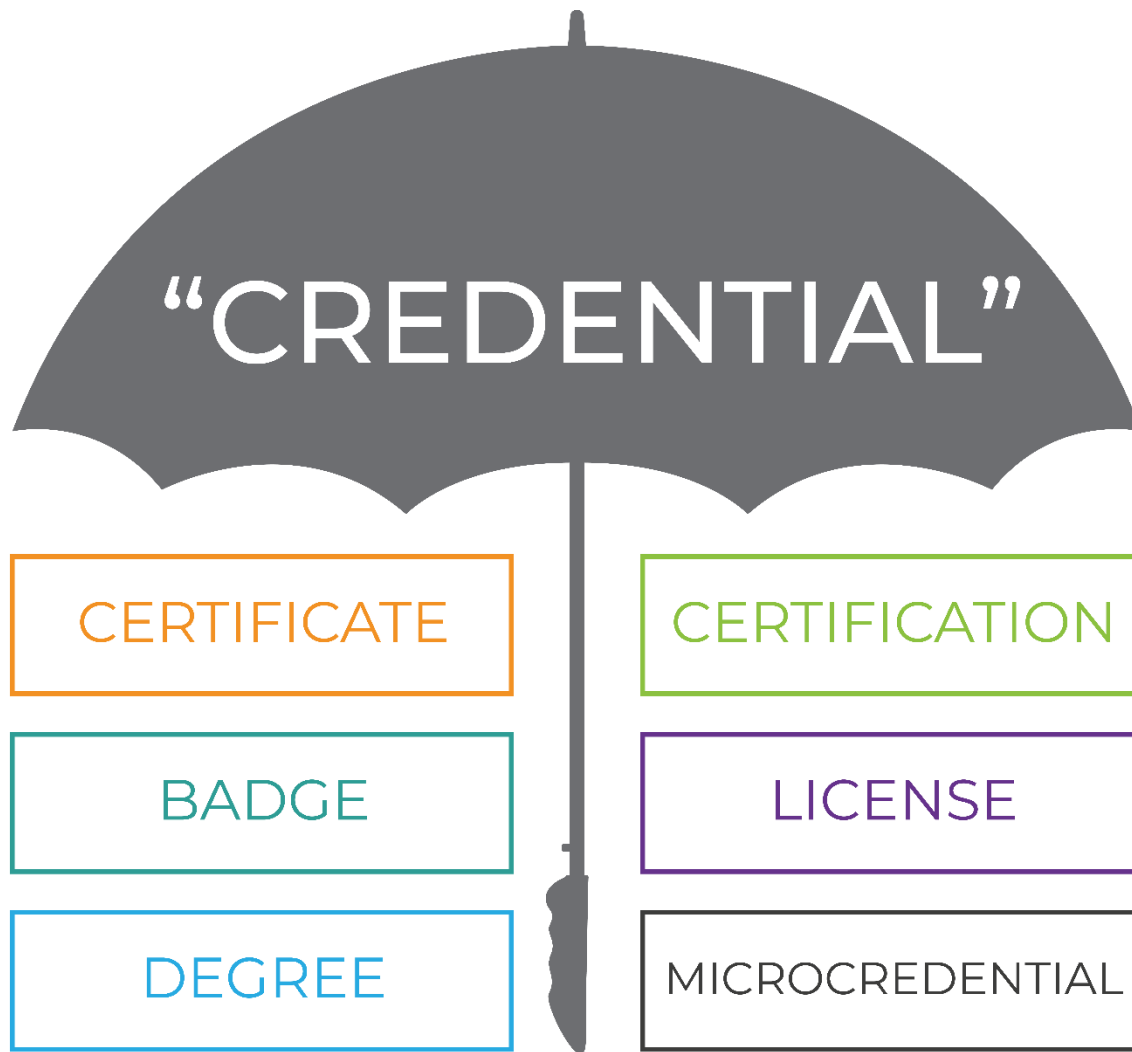 “CREDENTIAL”
CERTIFICATE
CERTIFICATION
BADGE
LICENSE
DEGREE
MICROCREDENTIAL